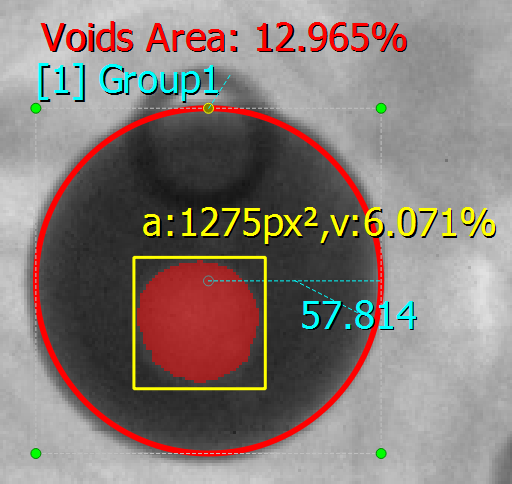 Voids Area: 12.965%
[1] Group1
a:1275px²,v:6.071%
57.814